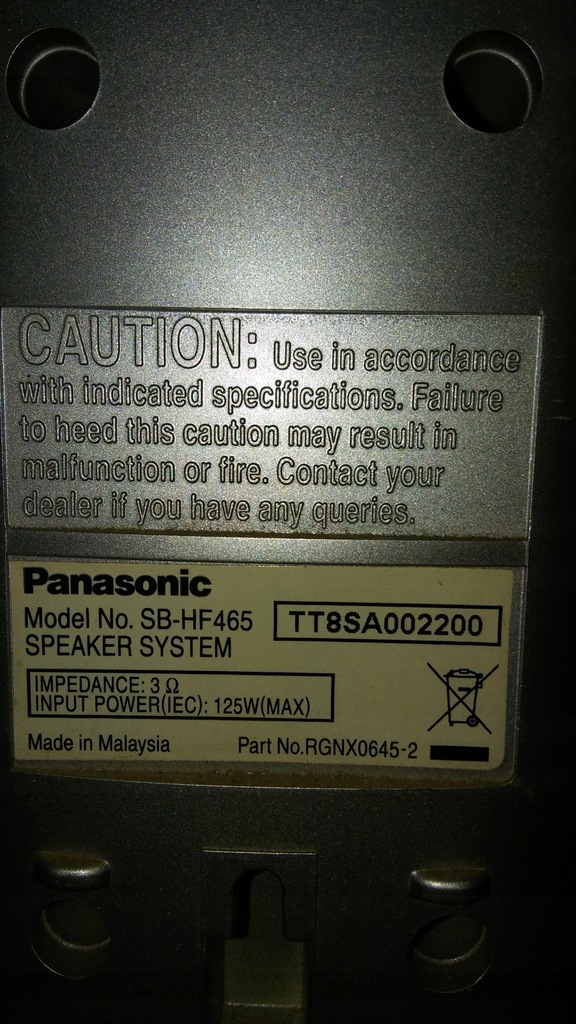 CAUTION: Use in accordance
with indicated specifications. Failure
to heed this caution may result in
malfunction or fire. Contact your
dealer if you have any queries.
Panasonic
Model No. SB-HF465
SPEAKER SYSTEM
TT8SA002200
IMPEDANCE: 3 Ω
INPUT POWER(IEC): 125W(MAX)
Made in Malaysia
Part No.RGNX0645-2